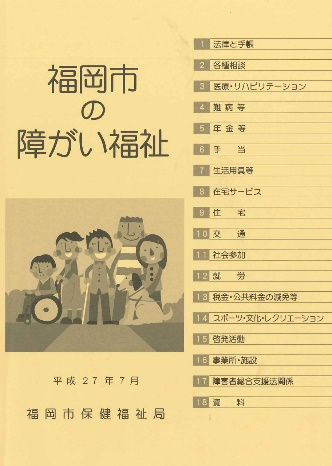 福岡市
の
障がい福祉
平成27年7月
福岡市保健福祉局
1 法律と手帳
2 各種相談
3 医療・リハビリテーション
4 難病等
5 年金等
6 手当
7 生活用具等
8 在宅サービス
9 住宅
10 交通
11 社会参加
12 就労
13 税金・公共料金の減免等
14 スポーツ・文化・レクリエーション
15 啓発活動
16 事業所・施設
17 障害者総合支援法関係
18 資料